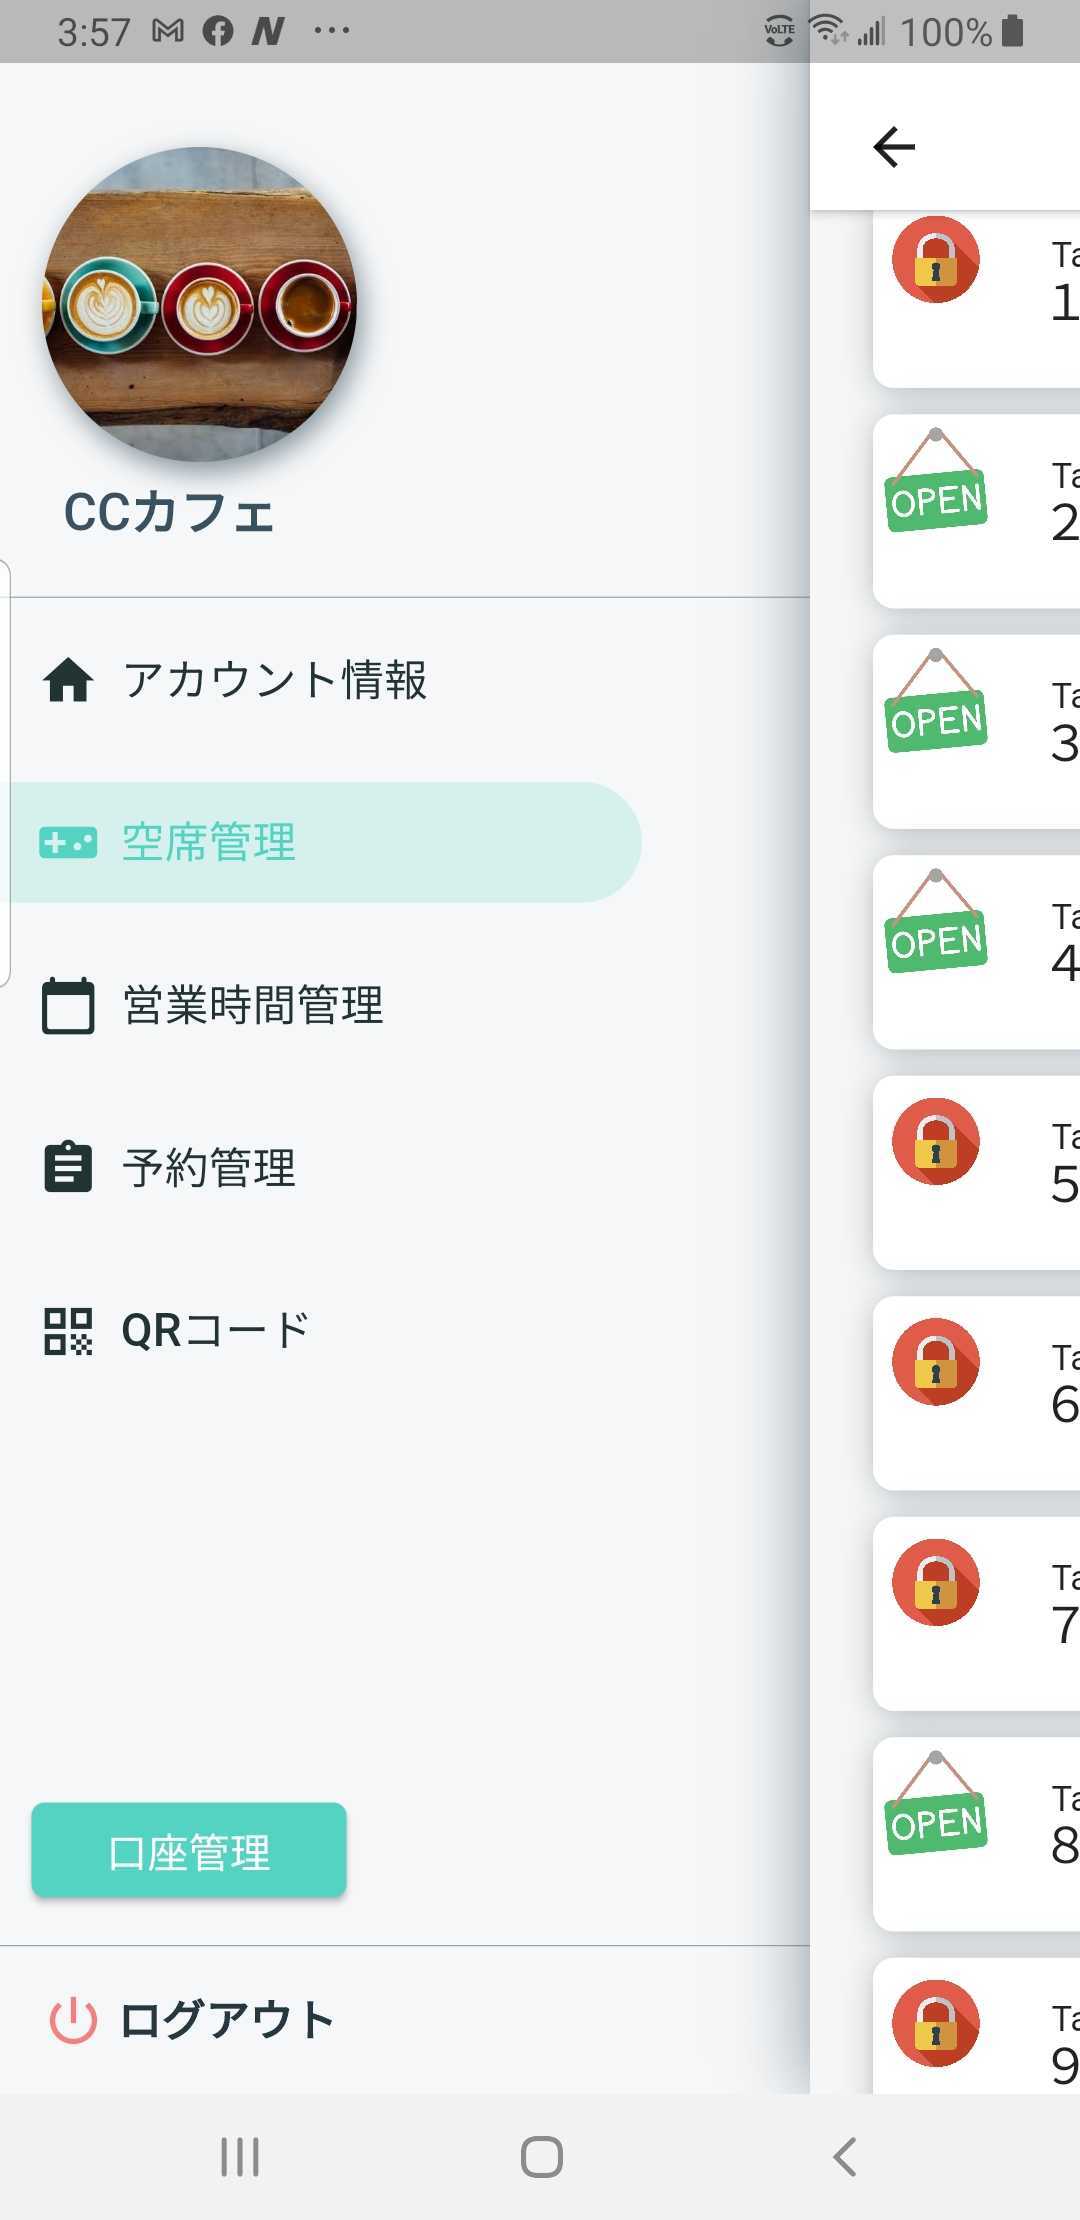 3:57
VoLTE
100%
CCカフェ
アカウント情報
空席管理
営業時間管理
予約管理
QRコード
口座管理
ログアウト
Ta
1
OPEN
Ta
2
OPEN
Ta
3
OPEN
Ta
4
Ta
5
Ta
6
Ta
7
OPEN
Ta
8
Ta
9